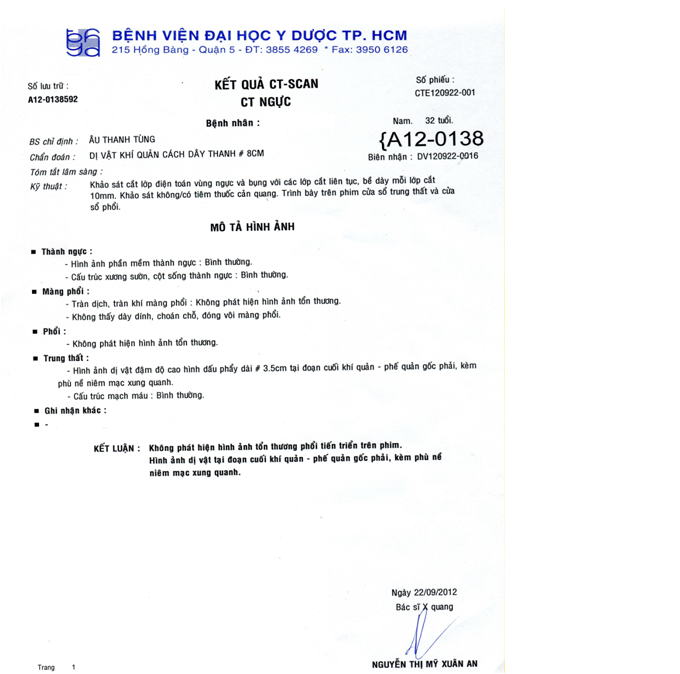 BỆNH VIỆN ĐẠI HỌC Y DƯỢC TP. HCM
215 Hồng Bàng - Quận 5 - ĐT: 3855 4269 * Fax: 3950 6126
Số lưu trữ :
A12-0138592
KẾT QUẢ CT-SCAN
CT NGỰC
Số phiếu :
CTE120922-001
Bệnh nhân :
Nam. 32 tuổi.
BS chỉ định : ÂU THANH TÙNG
{A12-0138
Chẩn đoán : DỊ VẬT KHÍ QUẢN CÁCH DÂY THANH # 8CM
Biên nhận : DV120922-0016
Tóm tắt lâm sàng :
Kỹ thuật : Khảo sát cắt lớp điện toán vùng ngực và bụng với các lớp cắt liên tục, bề dày mỗi lớp cắt
10mm. Khảo sát không/có tiêm thuốc cản quang. Trình bày trên phim cửa sổ trung thất và cửa
sổ phổi.
MÔ TẢ HÌNH ẢNH
■ Thành ngực :
- Hình ảnh phần mềm thành ngực : Bình thường.
- Cấu trúc xương sườn, cột sống thành ngực : Bình thường.
■ Màng phổi :
- Tràn dịch, tràn khí màng phổi : Không phát hiện hình ảnh tổn thương.
- Không thấy dày dính, choán chỗ, đóng vôi màng phổi.
■ Phổi :
- Không phát hiện hình ảnh tổn thương.
■ Trung thất :
- Hình ảnh dị vật đậm độ cao hình dấu phẩy dài # 3.5cm tại đoạn cuối khí quản - phế quản gốc phải, kèm
phù nề niêm mạc xung quanh.
- Cấu trúc mạch máu : Bình thường.
■ Ghi nhận khác :
■ -
KẾT LUẬN : Không phát hiện hình ảnh tổn thương phổi tiến triển trên phim.
Hình ảnh dị vật tại đoạn cuối khí quản - phế quản gốc phải, kèm phù nề
niêm mạc xung quanh.
Ngày 22/09/2012
Bác sĩ X quang
NGUYỄN THỊ MỸ XUÂN AN
Trang 1